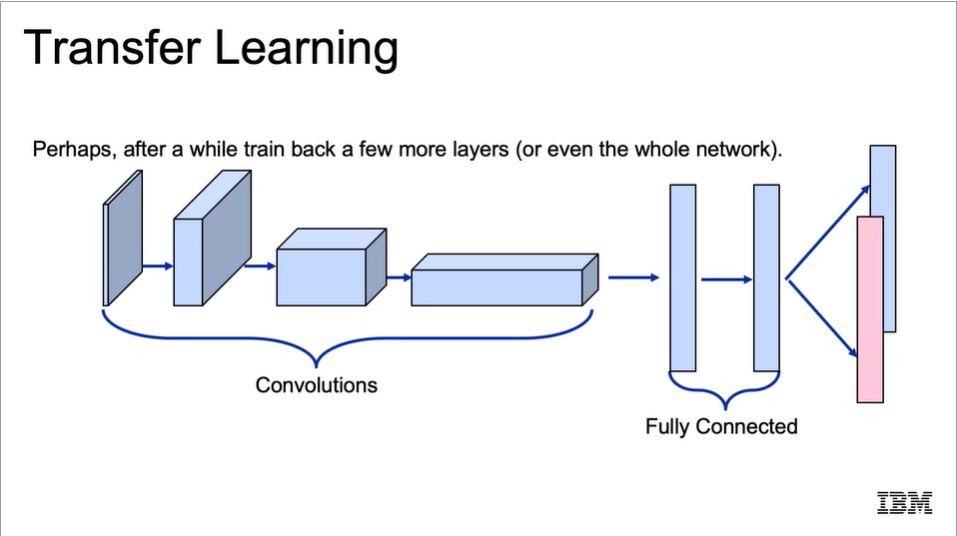 Transfer Learning
Perhaps, after a while train back a few more layers (or even the whole network).
Convolutions
Fully Connected
IBM